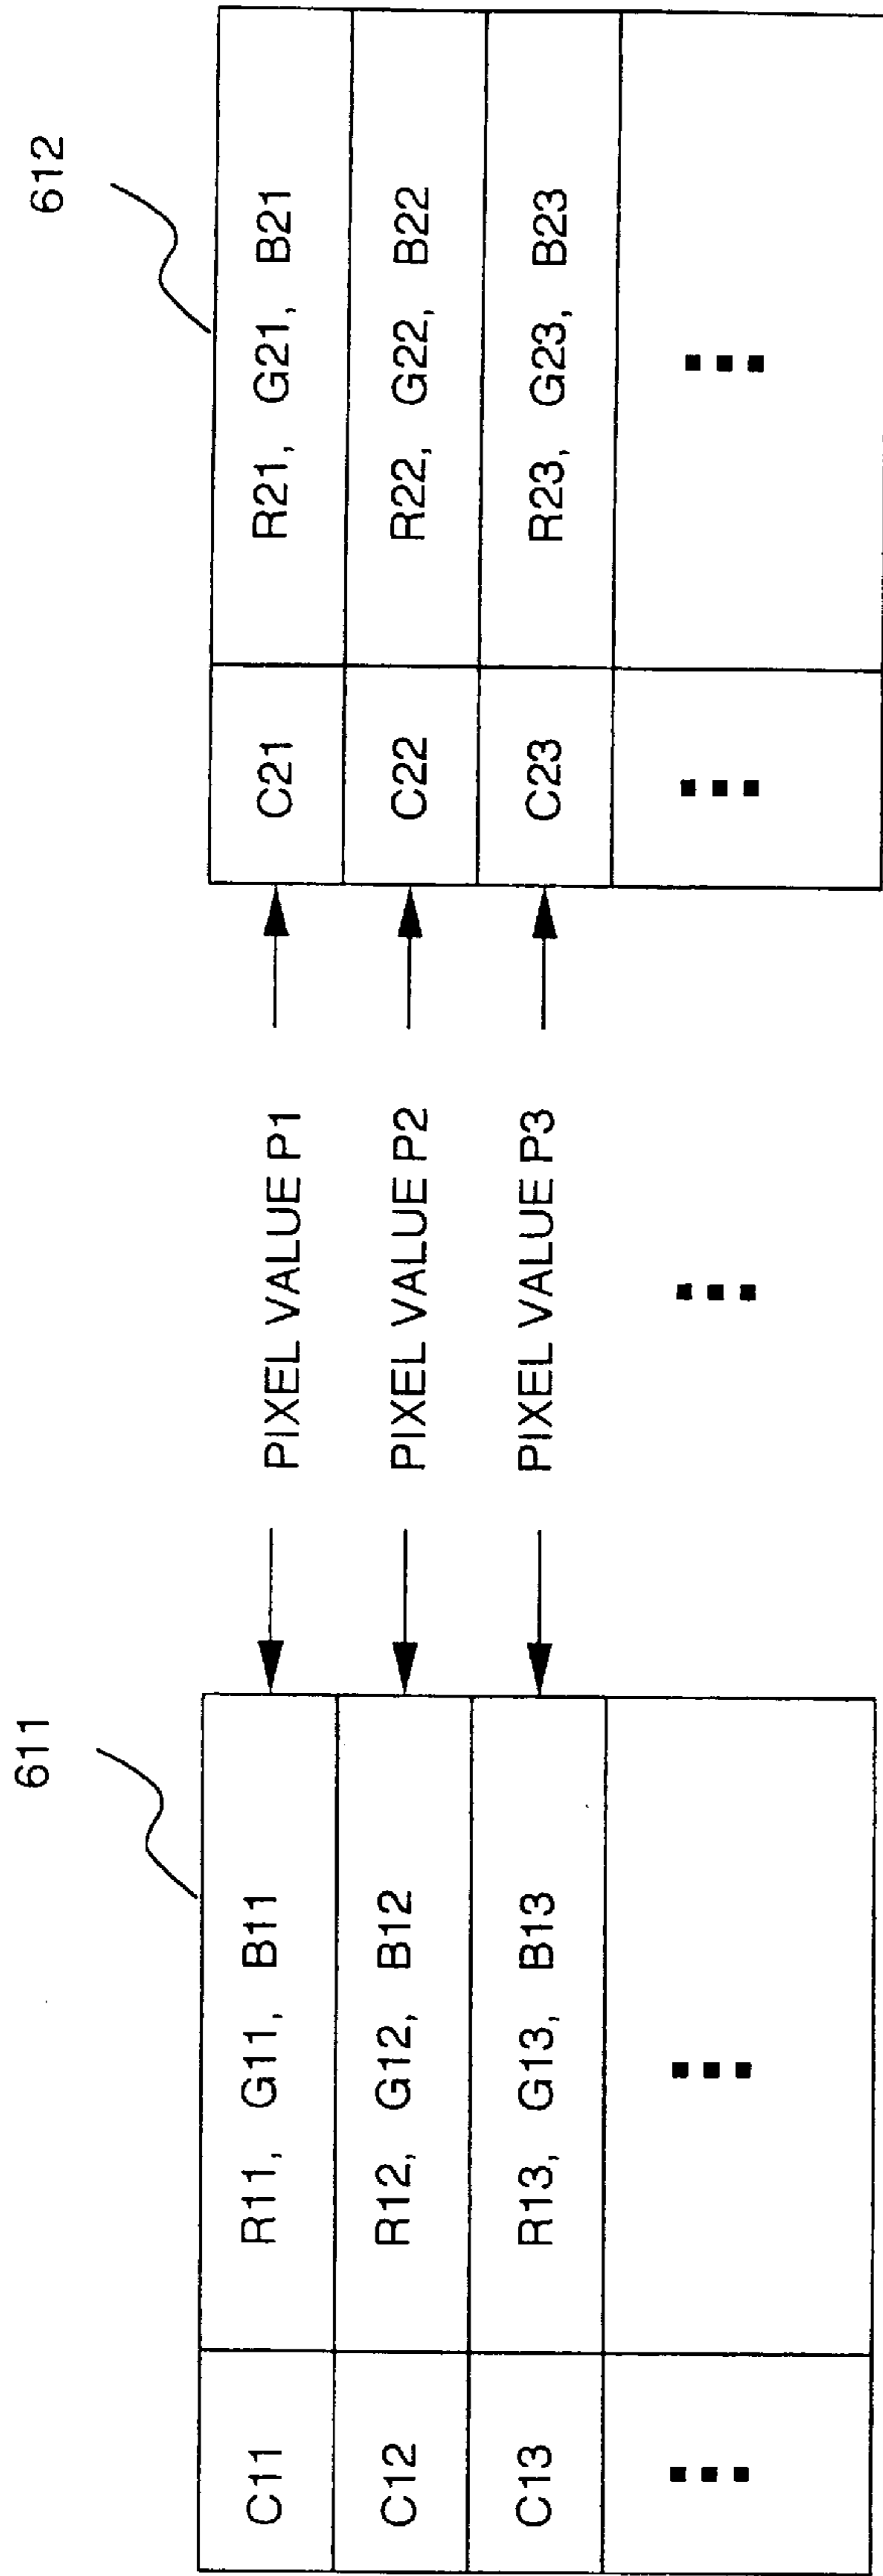 611
612
C11 R11, G11, B11 PIXEL VALUE P1 C21 R21, G21, B21
C12 R12, G12, B12 PIXEL VALUE P2 C22 R22, G22, B22
C13 R13, G13, B13 PIXEL VALUE P3 C23 R23, G23, B23